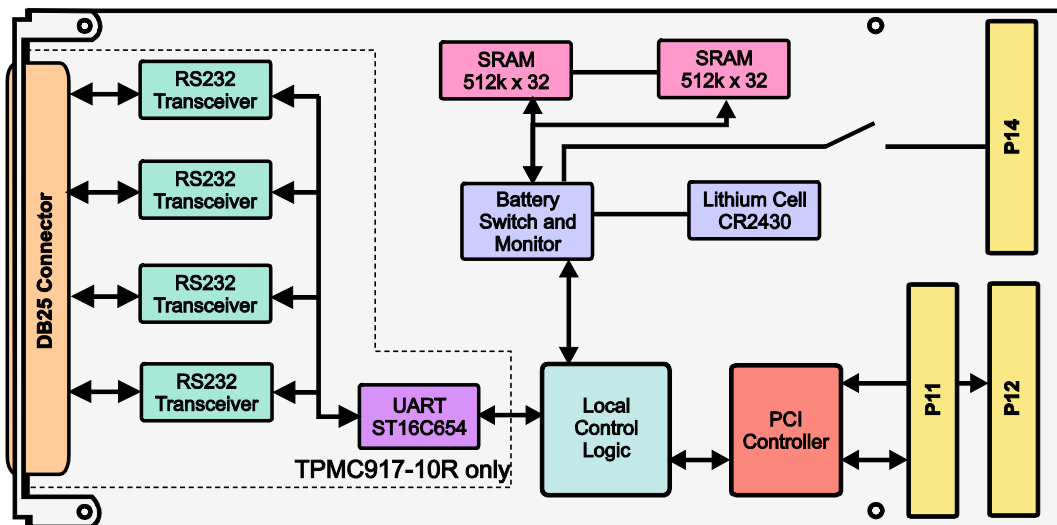 RS232
Transceiver
SRAM
512k x 32
SRAM
512k x 32
P14
RS232
Transceiver
Battery
Switch and
Monitor
Lithium Cell
CR2430
DB25 Connector
RS232
Transceiver
RS232
Transceiver
UART
ST16C654
Local
Control
Logic
PCI
Controller
P11
P12
TPMC917-10R only